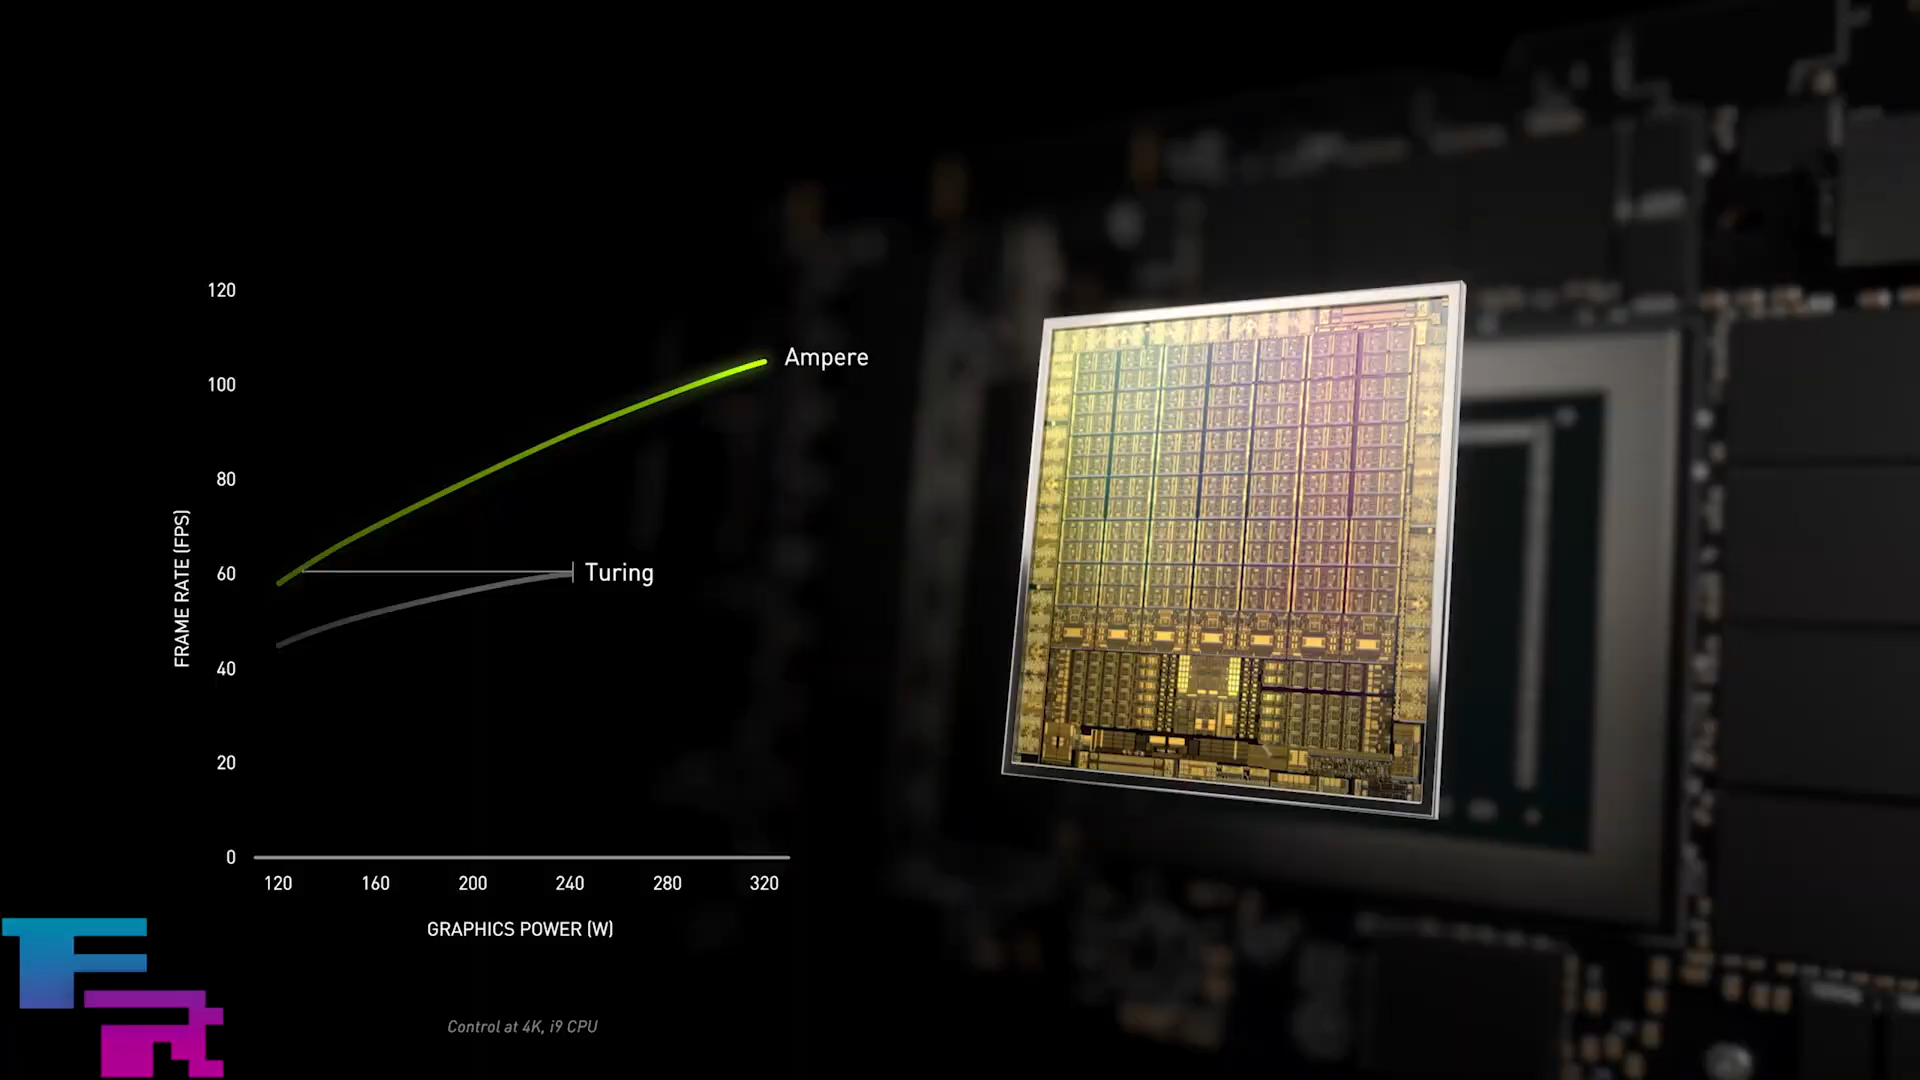 120
100
80
60
40
20
0
FRAME RATE (FPS)
Ampere
Turing
120 160 200 240 280 320
GRAPHICS POWER (W)
Control at 4K, i9 CPU
FR